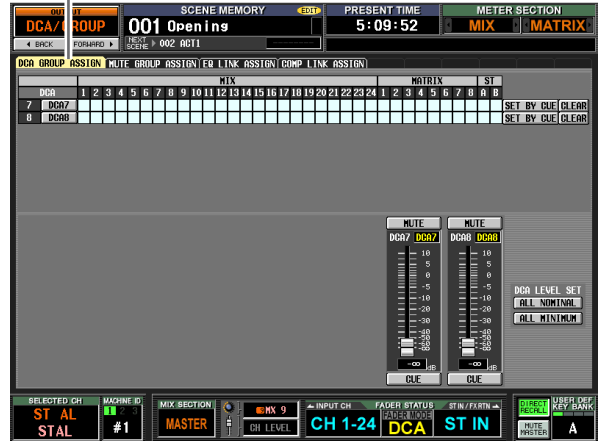 OUTPUT SCENE MEMORY EDIT PRESENT TIME METER SECTION
DCA/GROUP 001 Opening 5:09:52 MIX MATRIX
BACK FORWARD NEXT SCENE 002 ACT1
DCA GROUP ASSIGN MUTE GROUP ASSIGN EQ LINK ASSIGN COMP LINK ASSIGN
MIX MATRIX ST
DCA 1 2 3 4 5 6 7 8 9 10 11 12 13 14 15 16 17 18 19 20 21 22 23 24 1 2 3 4 5 6 7 8 A B
7 DCA7 SET BY CUE CLEAR
8 DCA8 SET BY CUE CLEAR
MUTE MUTE
DCA7 DCA7 DCA8 DCA8
10 10
5 5
0 0
-5 -5
-10 -10
-20 -20
-30 -30
-40 -40
-50 -50
-60 -60
-∞ -∞
-∞ dB -∞ dB
CUE CUE
DCA LEVEL SET
ALL NOMINAL
ALL MINIMUM
SELECTED CH MACHINE ID MIX SECTION MIX 9 INPUT CH FADER STATUS ST IN/FXRTN DIRECT RECALL USER DEF KEY BANK
ST AL 1 2 3 FADER MODE
STAL #1 MASTER CH LEVEL CH 1-24 DCA ST IN MUTE MASTER A